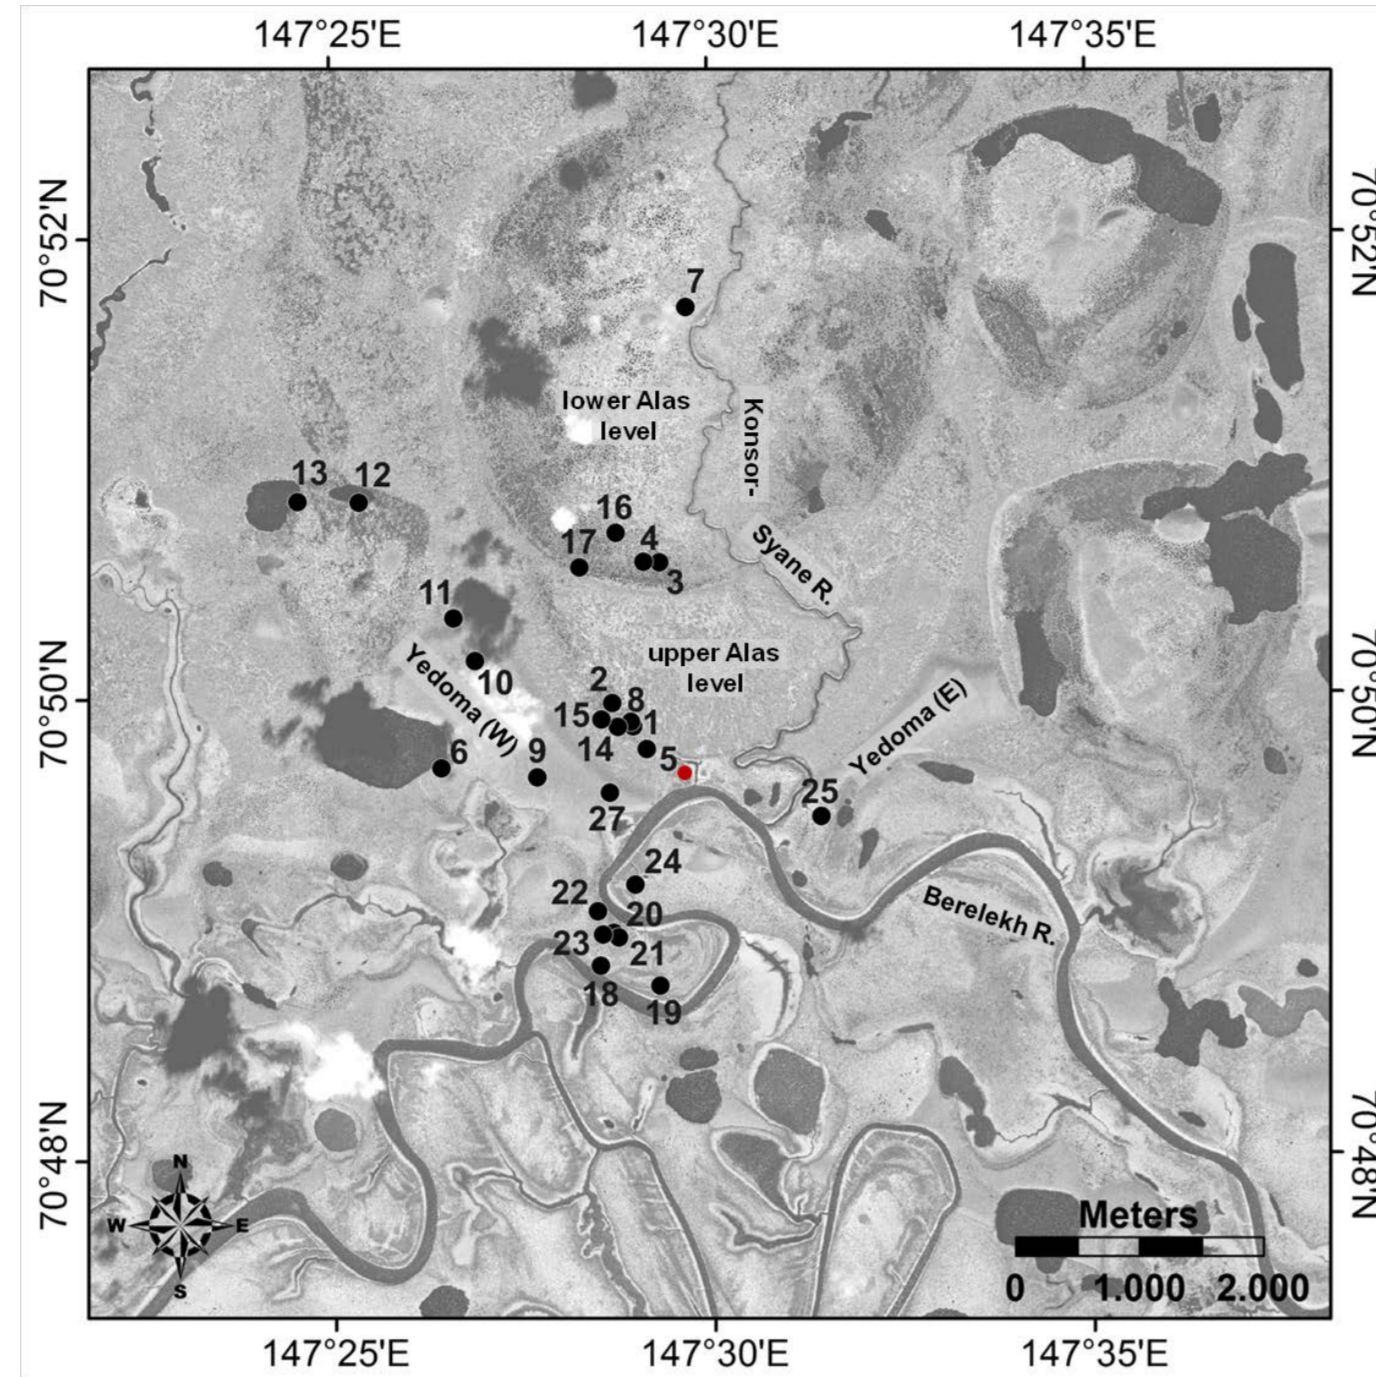 147°25'E
147°30'E
147°35'E
70°52'N
70°52'N
7
lower Alas
level
Konsor-
13
12
16
17
4
3
Syane R.
11
upper Alas
level
Yedoma (W)
10
2
8
15
1
14
5
70°50'N
70°50'N
Yedoma (E)
6
9
27
25
24
22
20
23
21
18
19
Berelekh R.
70°48'N
70°48'N
N
W
E
S
Meters
0
1.000
2.000
147°25'E
147°30'E
147°35'E